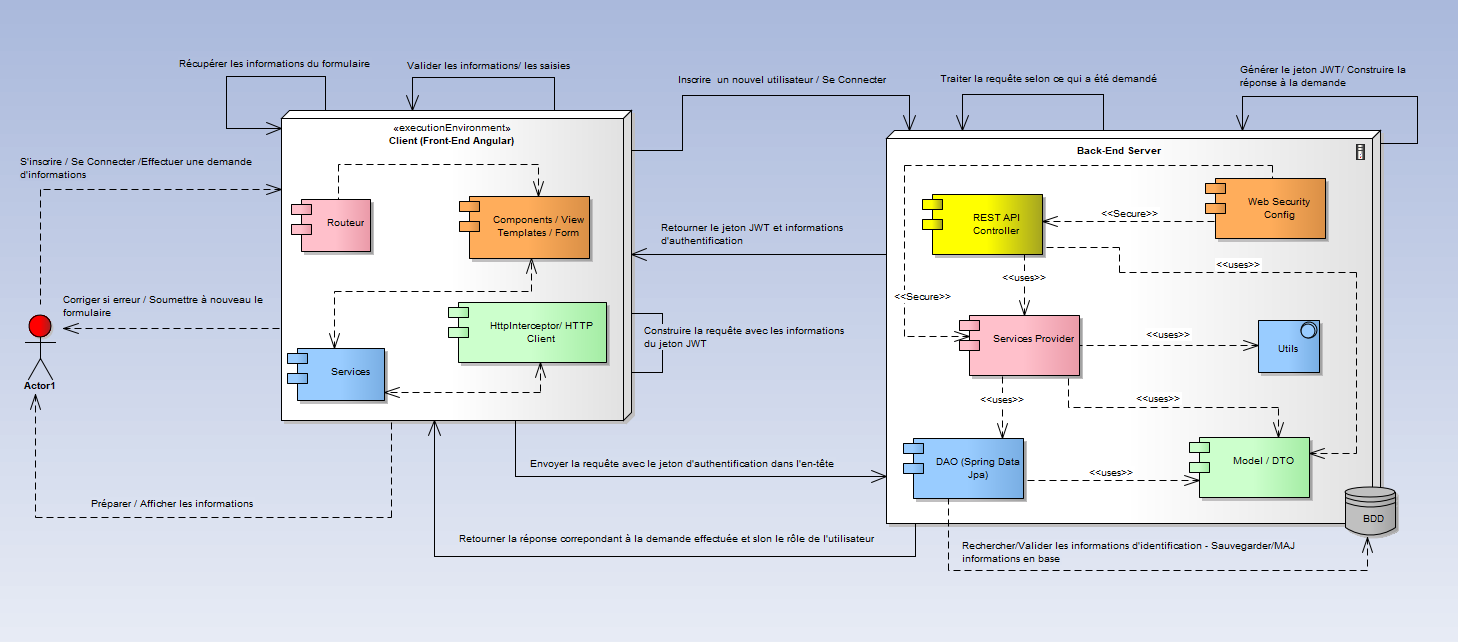 Récupérer les informations du formulaire
Valider les informations/ les saisies
Inscrire un nouvel utilisateur / Se Connecter
Traiter la requête selon ce qui a été demandé
Générer le jeton JWT/ Construire la
réponse à la demande
«executionEnvironment»
Client (Front-End Angular)
Back-End Server
S'inscrire / Se Connecter /Effectuer une demande
d'informations
Routeur
Components / View
Templates / Form
Retourner le jeton JWT et informations
d'authentification
REST API
Controller
<<Secure>>
Web Security
Config
<<uses>>
<<uses>>
<<Secure>>
Corriger si erreur / Soumettre à nouveau le
formulaire
HttpInterceptor/ HTTP
Client
Construire la requête avec les informations
du jeton JWT
Services Provider
<<uses>>
Utils
Services
Actor1
<<uses>>
<<uses>>
Envoyer la requête avec le jeton d'authentification dans l'en-tête
DAO (Spring Data
Jpa)
<<uses>>
Model / DTO
Préparer / Afficher les informations
BDD
Retourner la réponse correpondant à la demande effectuée et slon le rôle de l'utilisateur
Rechercher/Valider les informations d'identification - Sauvegarder/MAJ
informations en base